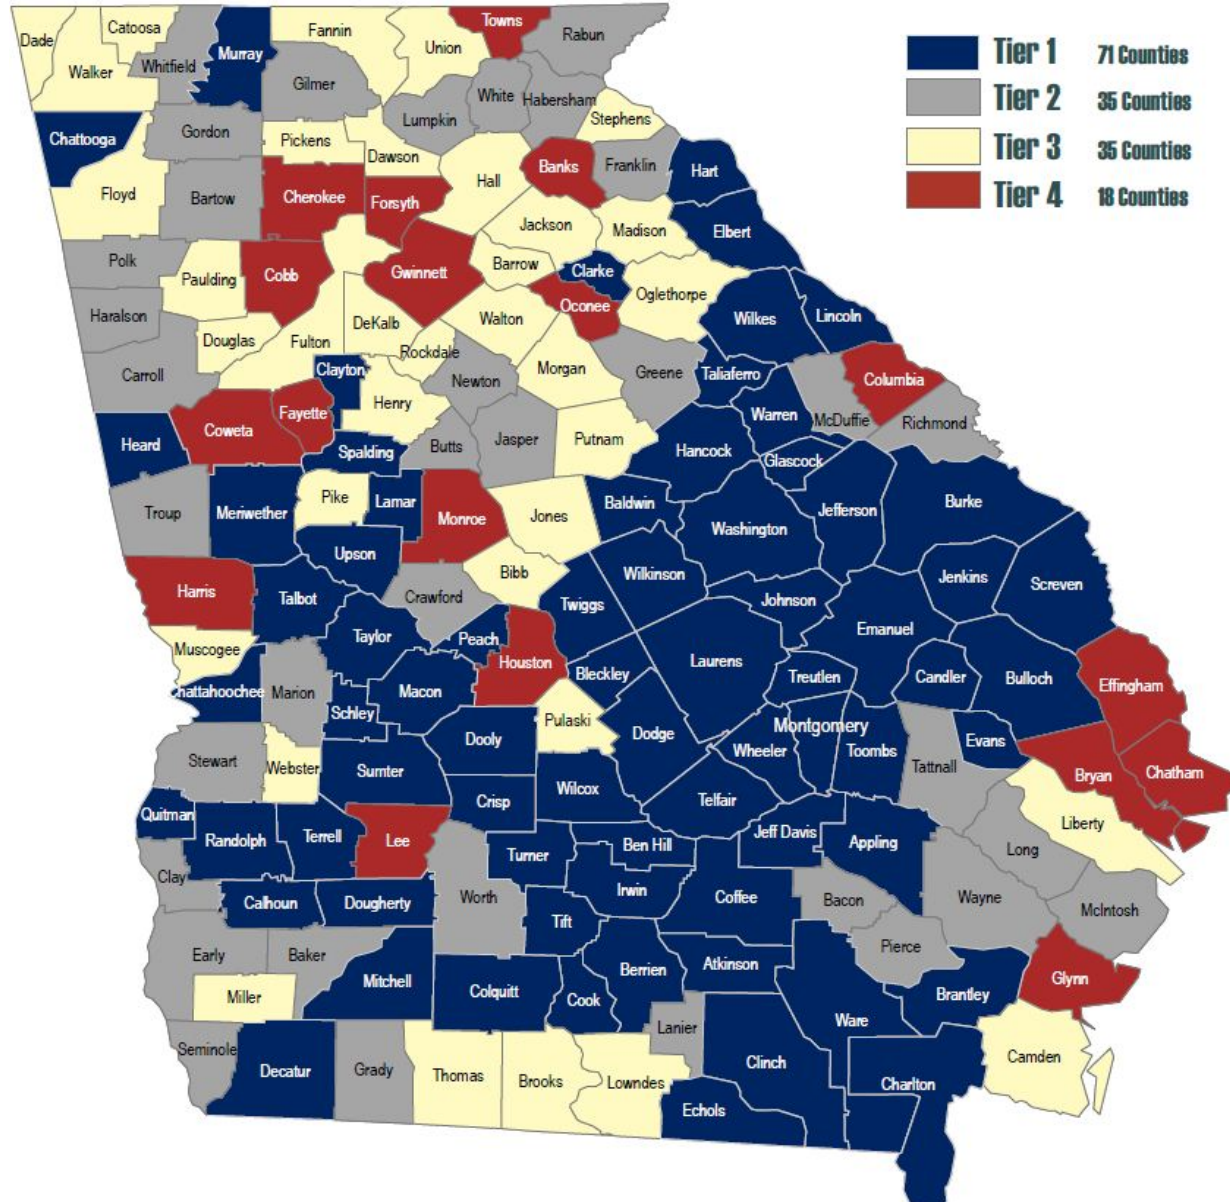 Tier 1 71 Counties
Tier 2 35 Counties
Tier 3 35 Counties
Tier 4 18 Counties
Dade
Catoosa
Walker
Whitfield
Murray
Fannin
Gilmer
Union
Towns
Rabun
White
Habersham
Lumpkin
Stephens
Chattooga
Gordon
Pickens
Dawson
Hall
Banks
Franklin
Hart
Floyd
Bartow
Cherokee
Forsyth
Jackson
Madison
Elbert
Polk
Paulding
Cobb
Gwinnett
Barrow
Clarke
Oconee
Oglethorpe
Wilkes
Lincoln
Haralson
Douglas
Fulton
DeKalb
Rockdale
Walton
Morgan
Greene
Taliaferro
Columbia
Carroll
Clayton
Henry
Newton
McDuffie
Richmond
Warren
Heard
Coweta
Fayette
Spalding
Butts
Jasper
Putnam
Hancock
Glascock
Troup
Meriwether
Pike
Lamar
Monroe
Jones
Baldwin
Washington
Jefferson
Burke
Upson
Bibb
Wilkinson
Jenkins
Screven
Harris
Talbot
Crawford
Twiggs
Johnson
Emanuel
Taylor
Peach
Muscogee
Houston
Bleckley
Laurens
Treutlen
Candler
Bulloch
Effingham
Chattahoochee
Marion
Schley
Macon
Pulaski
Dodge
Montgomery
Wheeler
Toombs
Evans
Stewart
Webster
Sumter
Dooly
Tattnall
Bryan
Chatham
Quitman
Crisp
Wilcox
Telfair
Liberty
Randolph
Terrell
Lee
Turner
Ben Hill
Jeff Davis
Appling
Long
Clay
Calhoun
Dougherty
Worth
Irwin
Coffee
Bacon
Wayne
McIntosh
Tift
Early
Baker
Mitchell
Berrien
Atkinson
Pierce
Glynn
Miller
Colquitt
Cook
Brantley
Lanier
Ware
Seminole
Decatur
Grady
Thomas
Brooks
Lowndes
Clinch
Camden
Charlton
Echols